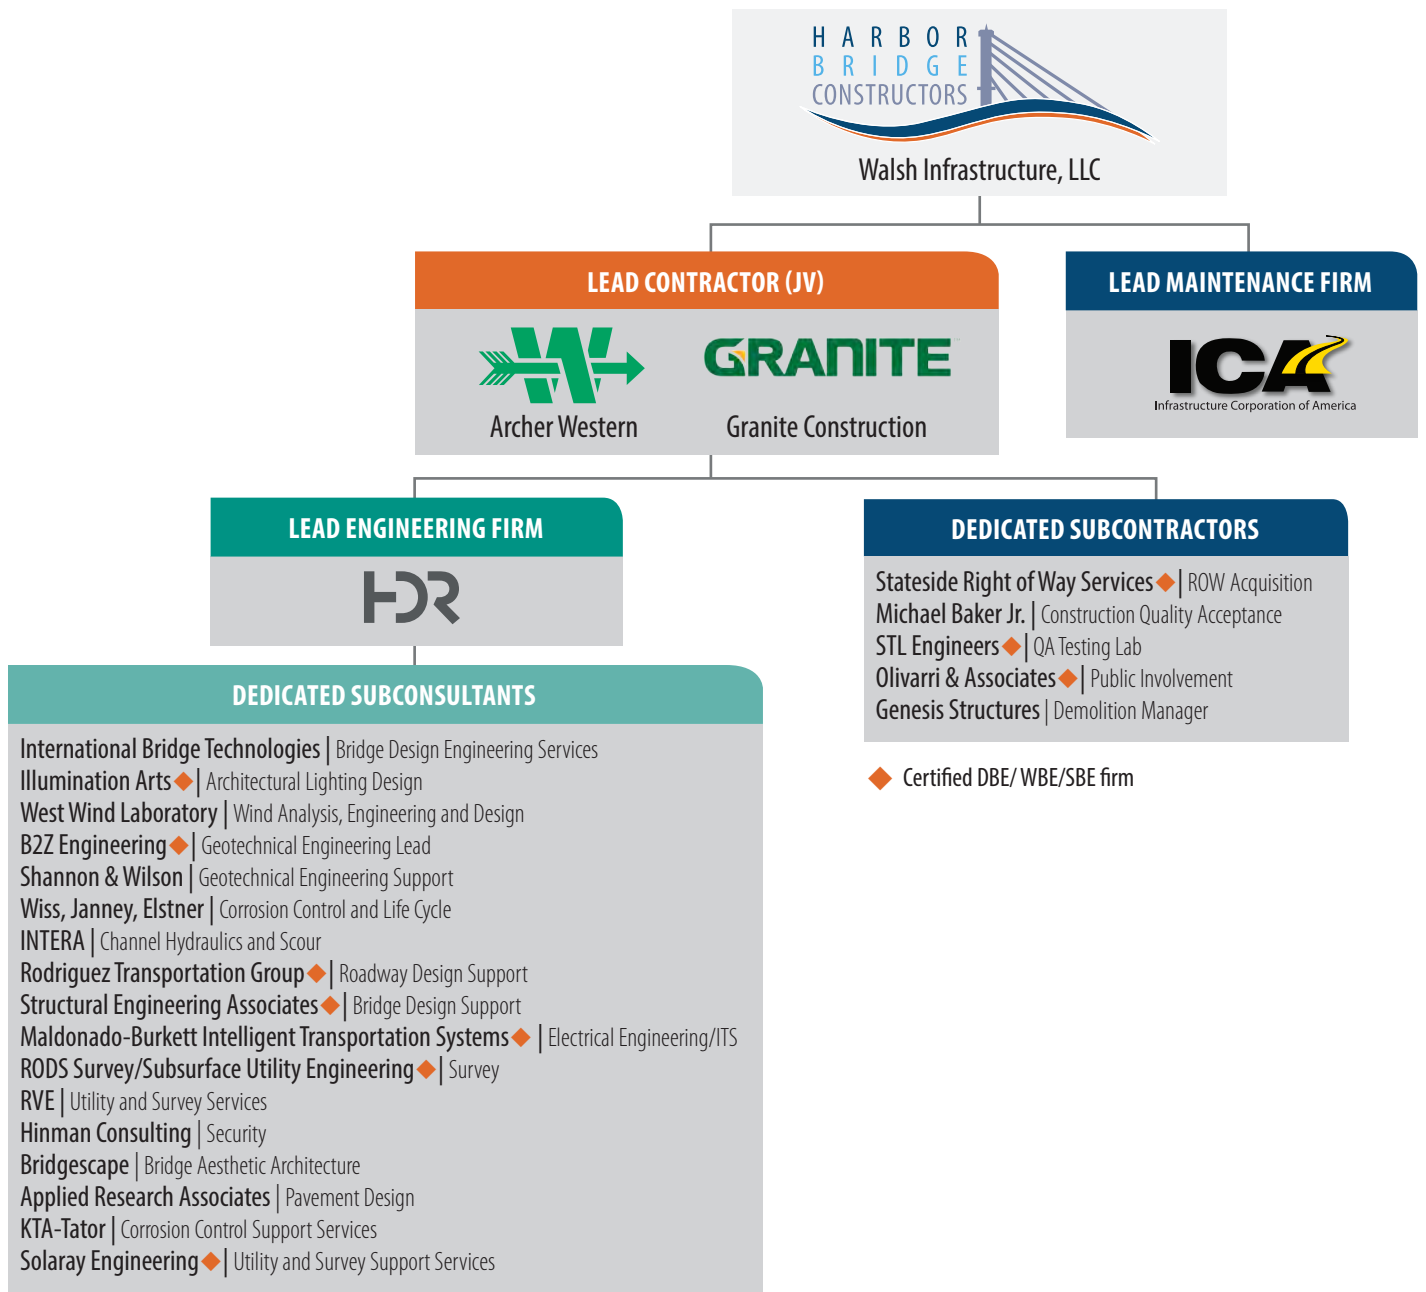 HARBOR
BRIDGE
CONSTRUCTORS
Walsh Infrastructure, LLC
LEAD CONTRACTOR (JV)
Archer Western
GRANITE
Granite Construction
LEAD MAINTENANCE FIRM
ICA
Infrastructure Corporation of America
LEAD ENGINEERING FIRM
HDR
DEDICATED SUBCONTRACTORS
Stateside Right of Way Services◆| ROW Acquisition
Michael Baker Jr. | Construction Quality Acceptance
STL Engineers◆| QA Testing Lab
Olivarri & Associates◆| Public Involvement
Genesis Structures | Demolition Manager
◆ Certified DBE/ WBE/SBE firm
DEDICATED SUBCONSULTANTS
International Bridge Technologies | Bridge Design Engineering Services
Illumination Arts◆| Architectural Lighting Design
West Wind Laboratory | Wind Analysis, Engineering and Design
B2Z Engineering◆| Geotechnical Engineering Lead
Shannon & Wilson | Geotechnical Engineering Support
Wiss, Janney, Elstner | Corrosion Control and Life Cycle
INTERA | Channel Hydraulics and Scour
Rodriguez Transportation Group◆| Roadway Design Support
Structural Engineering Associates◆| Bridge Design Support
Maldonado-Burkett Intelligent Transportation Systems◆ | Electrical Engineering/ITS
RODS Survey/Subsurface Utility Engineering◆| Survey
RVE | Utility and Survey Services
Hinman Consulting | Security
Bridgescape | Bridge Aesthetic Architecture
Applied Research Associates | Pavement Design
KTA-Tator | Corrosion Control Support Services
Solaray Engineering◆| Utility and Survey Support Services